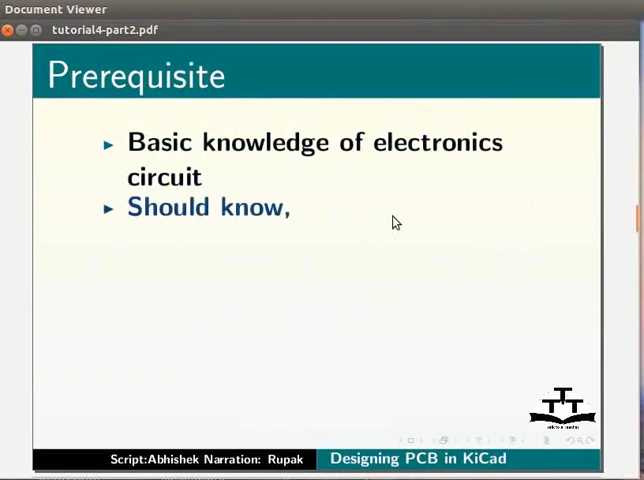 Document Viewer
tutorial4-part2.pdf
Prerequisite
Basic knowledge of electronics
circuit
Should know,
Script:Abhishek Narration: Rupak
Designing PCB in KiCad